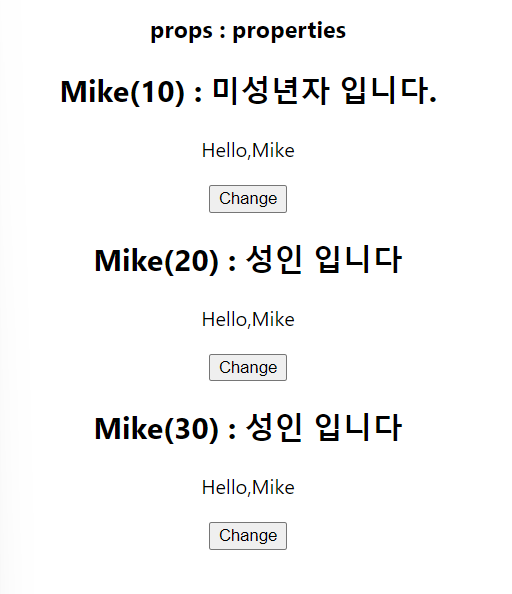 props : properties
Mike(10) : 미성년자 입니다.
Hello,Mike
Change
Mike(20) : 성인 입니다
Hello,Mike
Change
Mike(30) : 성인 입니다
Hello,Mike
Change